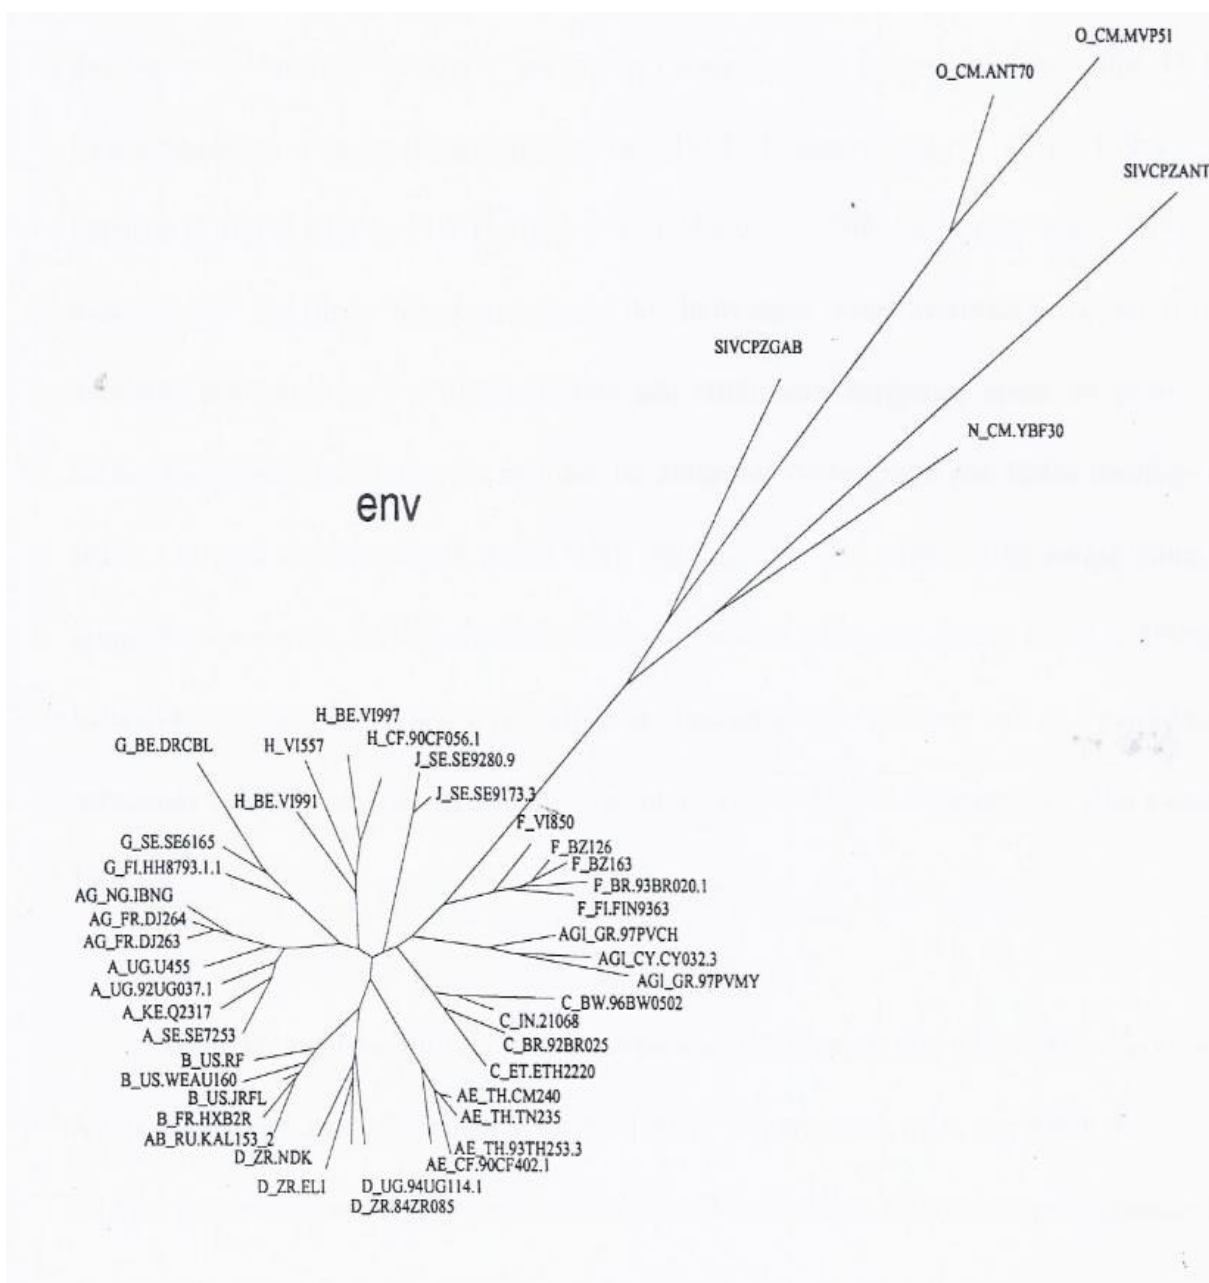 O_CM.MVP51
O_CM.ANT70
SIVCPZANT
SIVCPZGAB
N_CM.YBF30
env
H_BE.VI997
H_CF.90CF056.1
G_BE.DRCBL
H_VI557
J_SE.SE9280.9
H_BE.VI991
J_SE.SE9173.3
F_VI850
G_SE.SE6165
F_BZ126
G_FI.HH8793.1.1
F_BZ163
F_BR.93BR020.1
AG_NG.IBNG
F_FI.FIN9363
AG_FR.DJ264
AG_FR.DJ263
AGI_GR.97PVCH
A_UG.U455
AGI_CY.CY032.3
A_UG.92UG037.1
AGI_GR.97PVMY
A_KE.Q2317
C_BW.96BW0502
A_SE.SE7253
C_IN.21068
B_US.RF
C_BR.92BR025
B_US.WEAU160
C_ET.ETH2220
B_US.JRFL
AE_TH.CM240
B_FR.HXB2R
AE_TH.TN235
AB_RU.KAL153_2
AE_TH.93TH253.3
D_ZR.NDK
AE_CF.90CF402.1
D_ZR.ELI
D_UG.94UG114.1
D_ZR.84ZR085